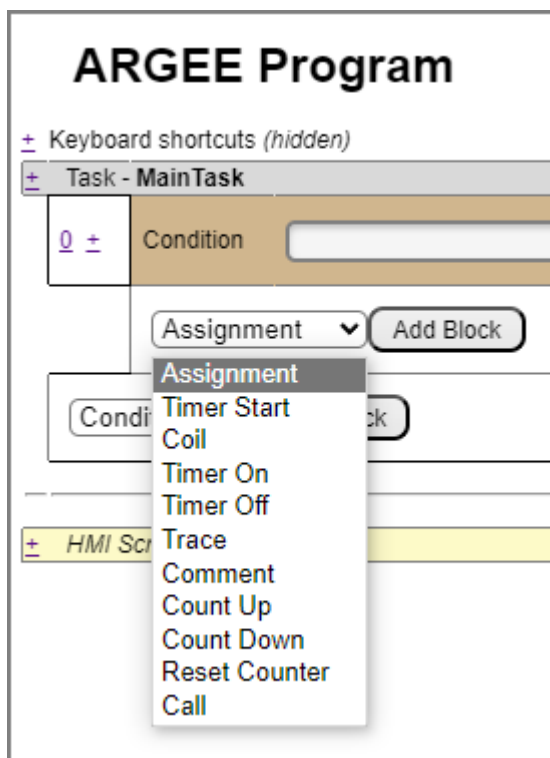 ARGEE Program
+ Keyboard shortcuts (hidden)
+ Task - MainTask
0 + Condition
Assignment Add Block
Assignment
Timer Start
Coil
Timer On
Timer Off
Trace
Comment
Count Up
Count Down
Reset Counter
Call
+ HMI